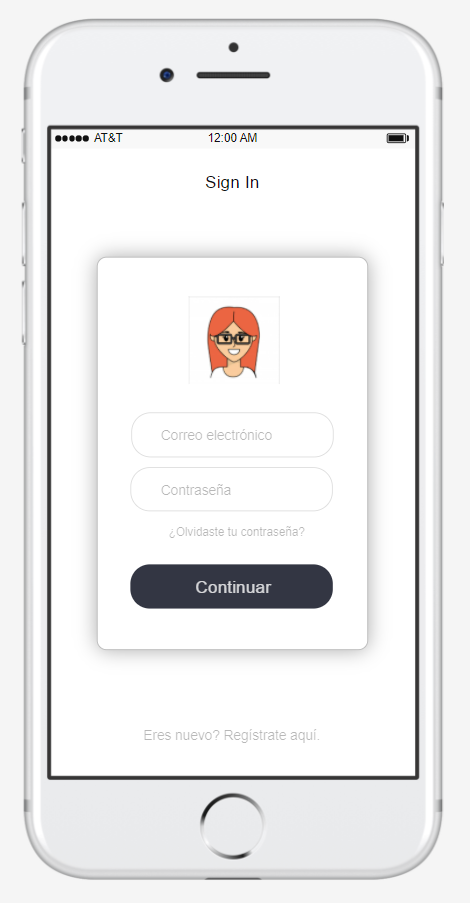 AT&T 12:00 AM
Sign In
Correo electrónico
Contraseña
¿Olvidaste tu contraseña?
Continuar
Eres nuevo? Regístrate aquí.